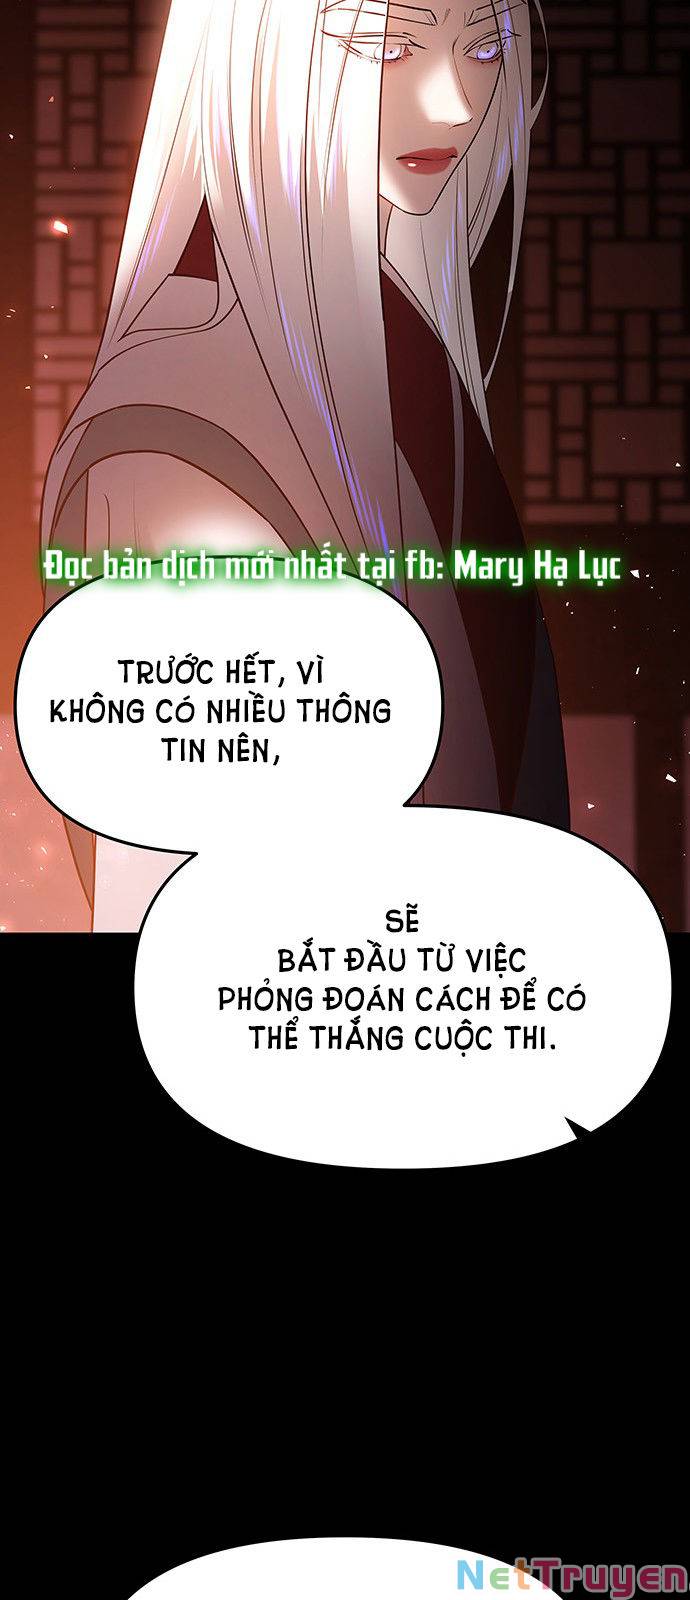 Đọc bản dịch mới nhất tại fb: Mary Hạ Lục
TRƯỚC HẾT, VÌ
KHÔNG CÓ NHIỀU THÔNG
TIN NÊN,
SẼ
BẮT ĐẦU TỪ VIỆC
PHỎNG ĐOÁN CÁCH ĐỂ CÓ
THỂ THẮNG CUỘC THI.
NetTruyen